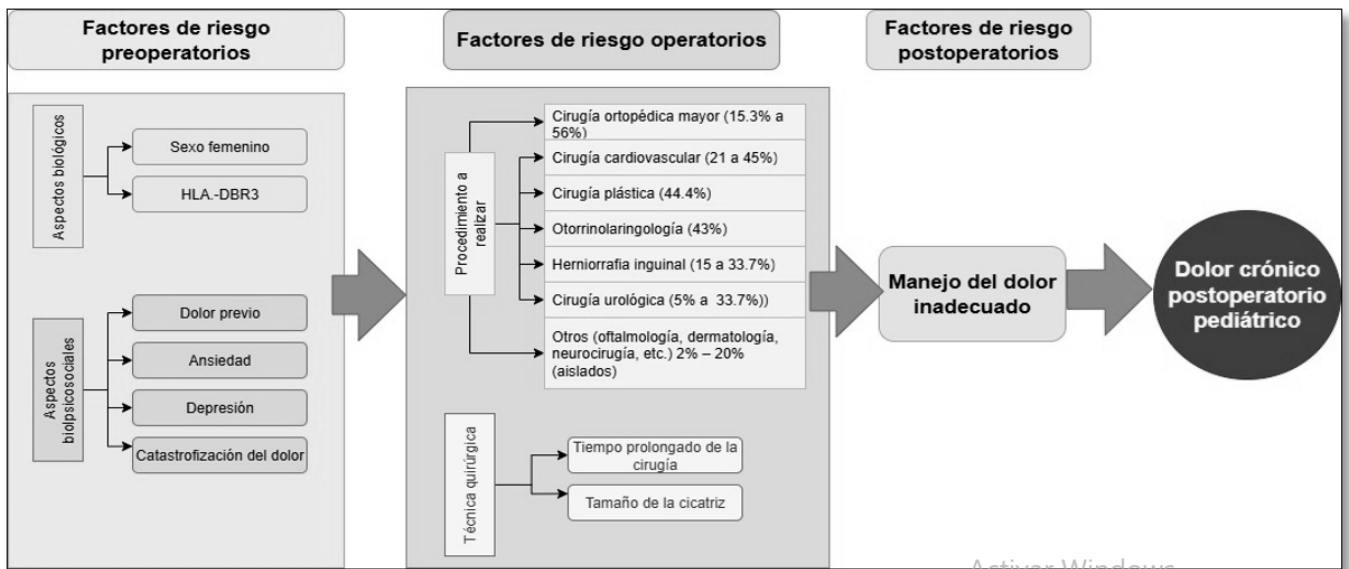 Factores de riesgo
preoperatorios
Factores de riesgo operatorios
Factores de riesgo
postoperatorios
Aspectos biológicos
Sexo femenino
HLA.-DBR3
Aspectos
biolpsicosociales
Dolor previo
Ansiedad
Depresión
Catastrofización del dolor
Procedimiento a
realizar
Cirugía ortopédica mayor (15.3% a
56%)
Cirugía cardiovascular (21 a 45%)
Cirugía plástica (44.4%)
Otorrinolaringología (43%)
Herniorrafia inguinal (15 a 33.7%)
Cirugía urológica (5% a 33.7%))
Otros (oftalmología, dermatología,
neurocirugía, etc.) 2% – 20%
(aislados)
Técnica quirúrgica
Tiempo prolongado de la
cirugía
Tamaño de la cicatriz
Manejo del dolor
inadecuado
Dolor crónico
postoperatorio
pediátrico
Activar Windows